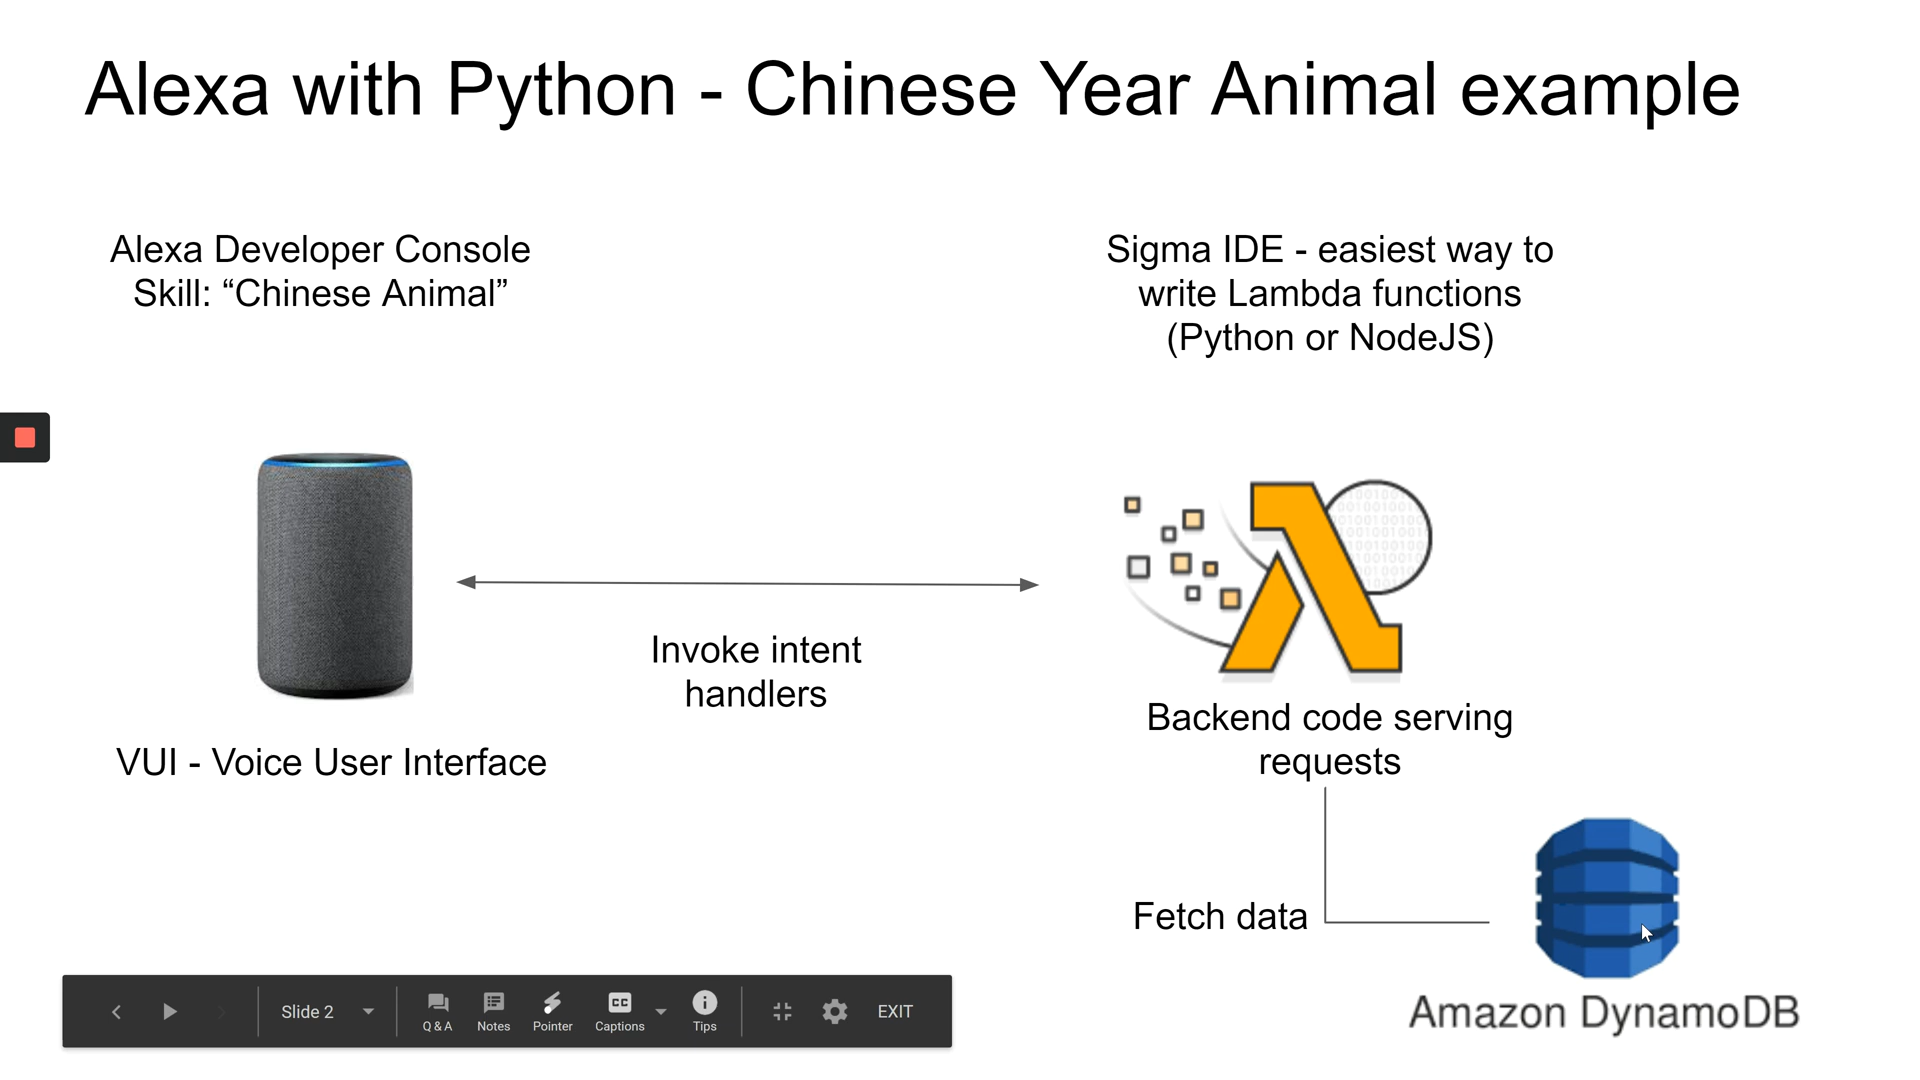 Alexa with Python - Chinese Year Animal example
Alexa Developer Console
Skill: “Chinese Animal”
Sigma IDE - easiest way to
write Lambda functions
(Python or NodeJS)
Invoke intent
handlers
VUI - Voice User Interface
Backend code serving
requests
Fetch data
Amazon DynamoDB
Slide 2
Q & A
Notes
Pointer
CC
Captions
Tips
EXIT